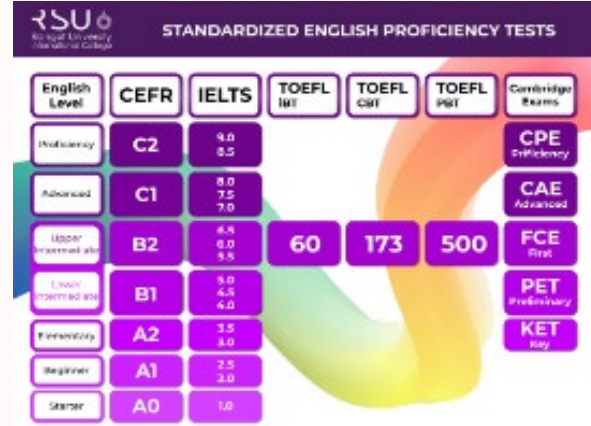 RSU
Rangsit University
International College
STANDARDIZED ENGLISH PROFICIENCY TESTS
English Level
CEFR
IELTS
TOEFL IBT
TOEFL CBT
TOEFL PBT
Cambridge Exams
Proficiency
C2
9.0
8.5
CPE
Advanced
C1
8.0
7.5
7.0
CAE
Advanced
Upper Intermediate
B2
6.5
6.0
5.5
60
173
500
FCE
First
Lower Intermediate
B1
5.0
4.5
4.0
PET
Preliminary
Elementary
A2
3.5
3.0
KET
Key
Beginner
A1
2.5
2.0
Starter
A0
1.0